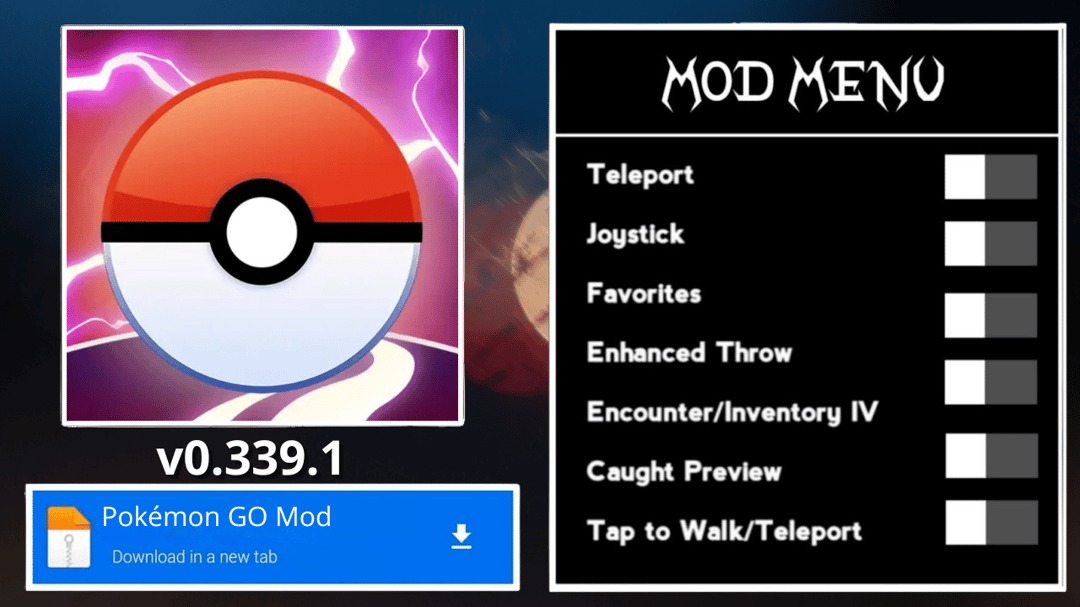 v0.339.1
Pokémon GO Mod
Download in a new tab
MOD MENU
Teleport
Joystick
Favorites
Enhanced Throw
Encounter/Inventory IV
Caught Preview
Tap to Walk/Teleport